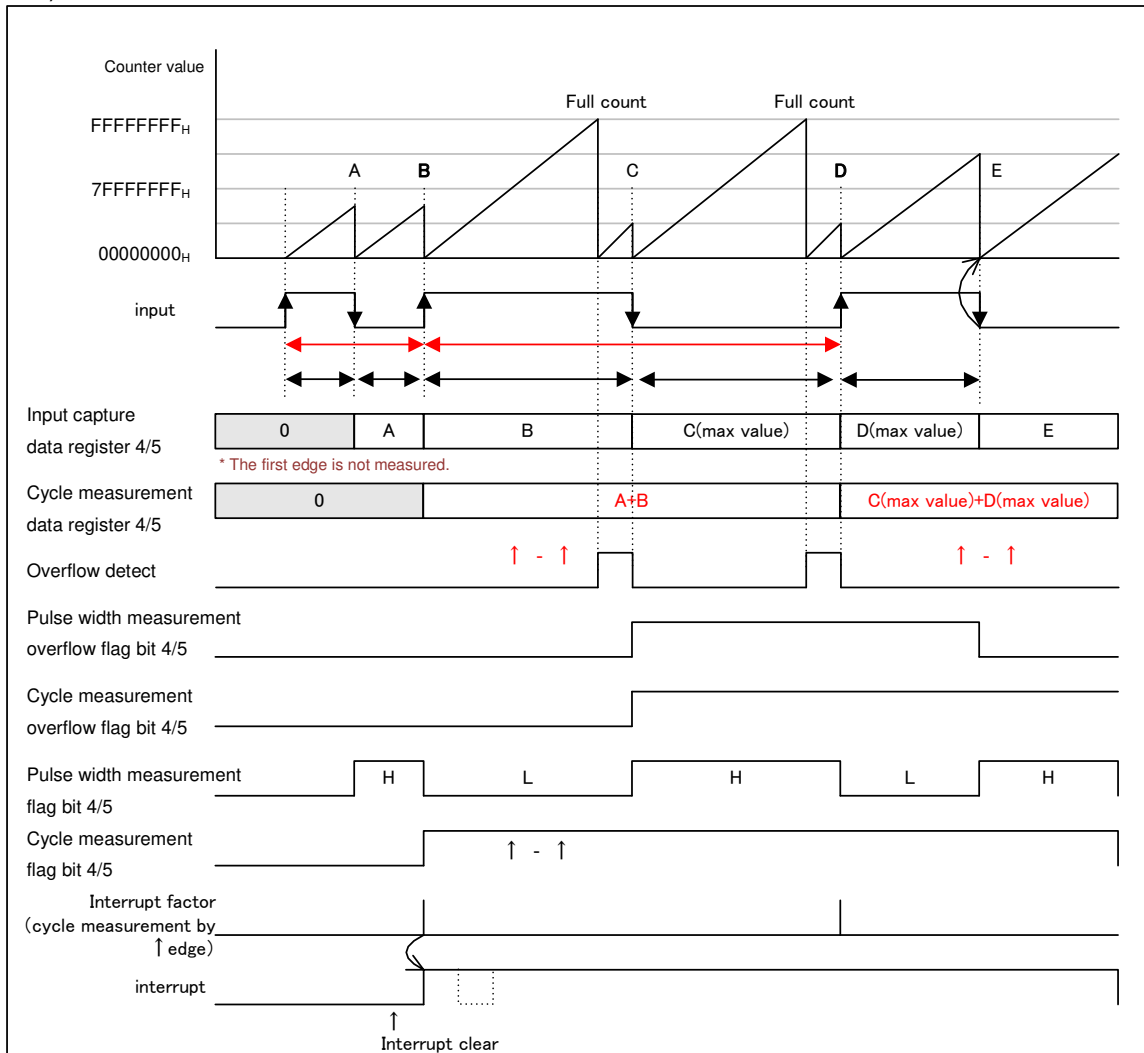 Counter value
Full count Full count
FFFFFFFFH
A B C D E
7FFFFFFFH
00000000H
input
Input capture
data register 4/5
0 A B C(max value) D(max value) E
* The first edge is not measured.
Cycle measurement
data register 4/5
0 A+B C(max value)+D(max value)
↑ - ↑ ↑ - ↑
Overflow detect
Pulse width measurement
overflow flag bit 4/5
Cycle measurement
overflow flag bit 4/5
Pulse width measurement
flag bit 4/5
H L H L H
Cycle measurement
flag bit 4/5
↑ - ↑
Interrupt factor
(cycle measurement by
↑edge)
interrupt
↑
Interrupt clear